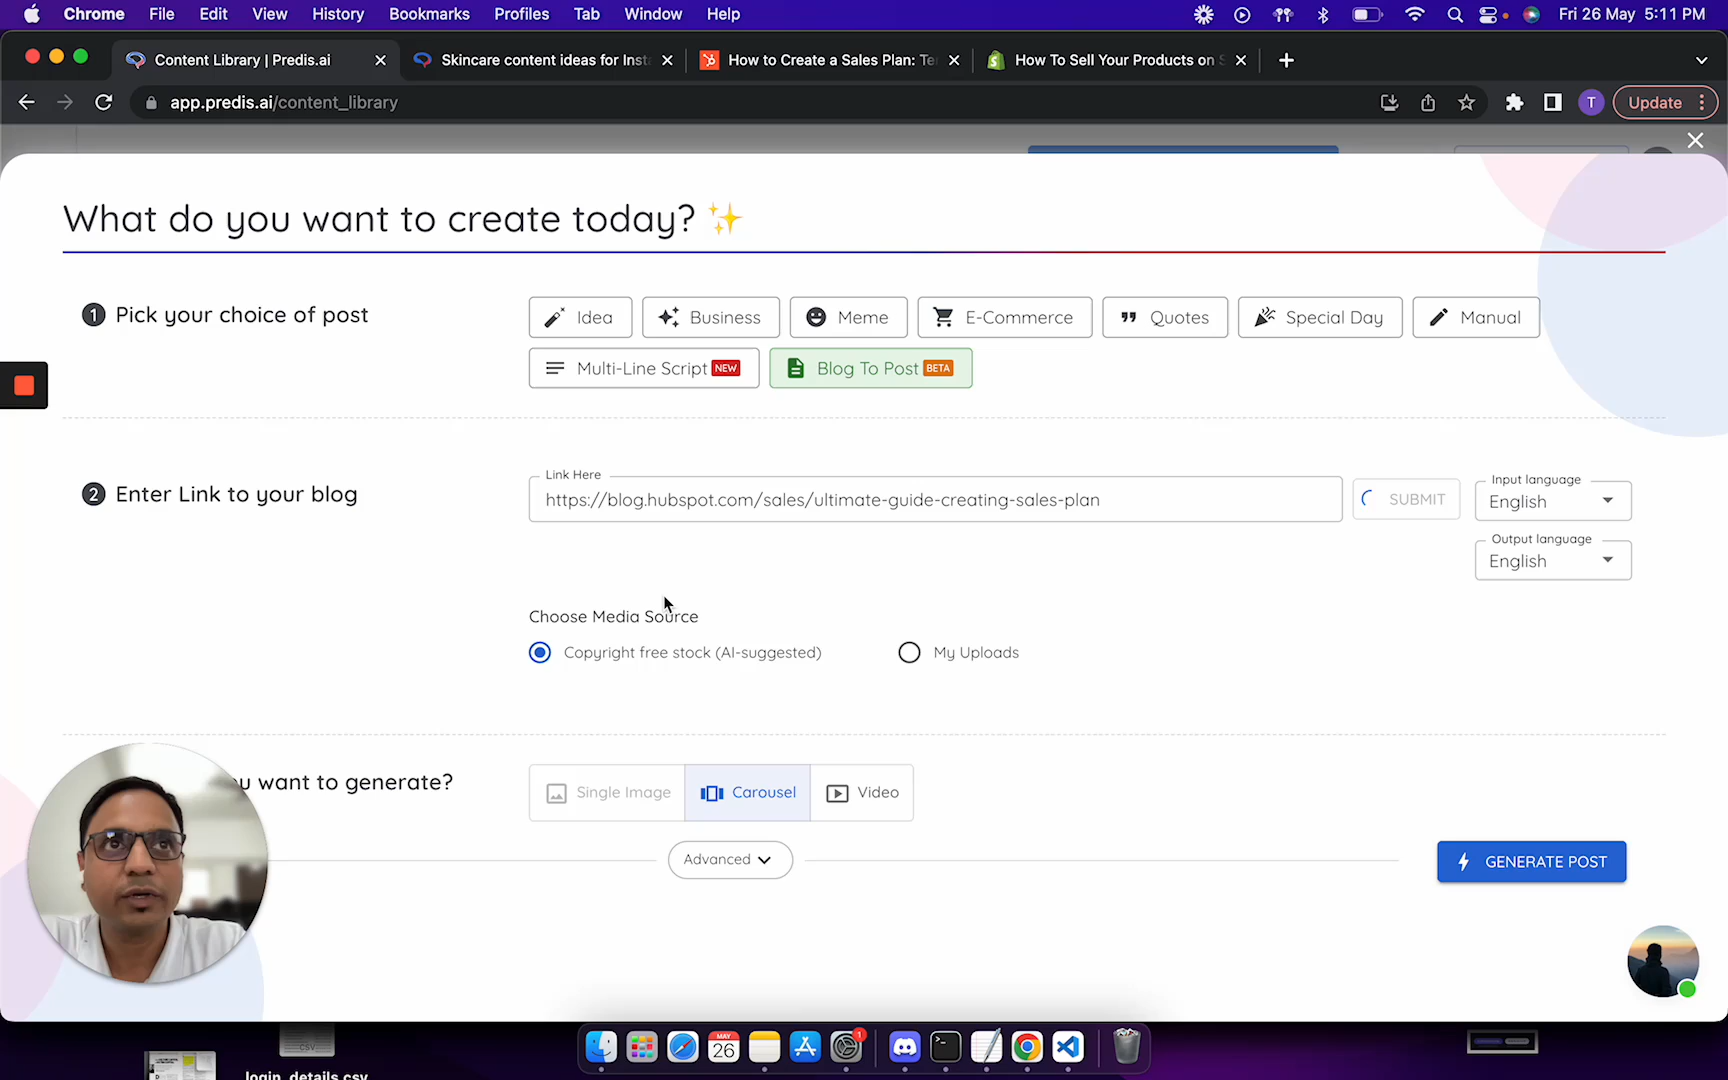 Chrome File Edit View History Bookmarks Profiles Tab Window Help Fri 26 May 5:11 PM
Content Library | Predis.ai
Skincare content ideas for Inst
How to Create a Sales Plan: Te
How To Sell Your Products on S
app.predis.ai/content_library
T
Update
What do you want to create today?
1 Pick your choice of post
Idea
Business
Meme
E-Commerce
Quotes
Special Day
Manual
Multi-Line Script NEW
Blog To Post BETA
2 Enter Link to your blog
Link Here
https://blog.hubspot.com/sales/ultimate-guide-creating-sales-plan
SUBMIT
Input language
English
Output language
English
Choose Media Source
Copyright free stock (AI-suggested)
My Uploads
u want to generate?
Single Image
Carousel
Video
Advanced
GENERATE POST
MAY
26
1
CSV
login_details.csv